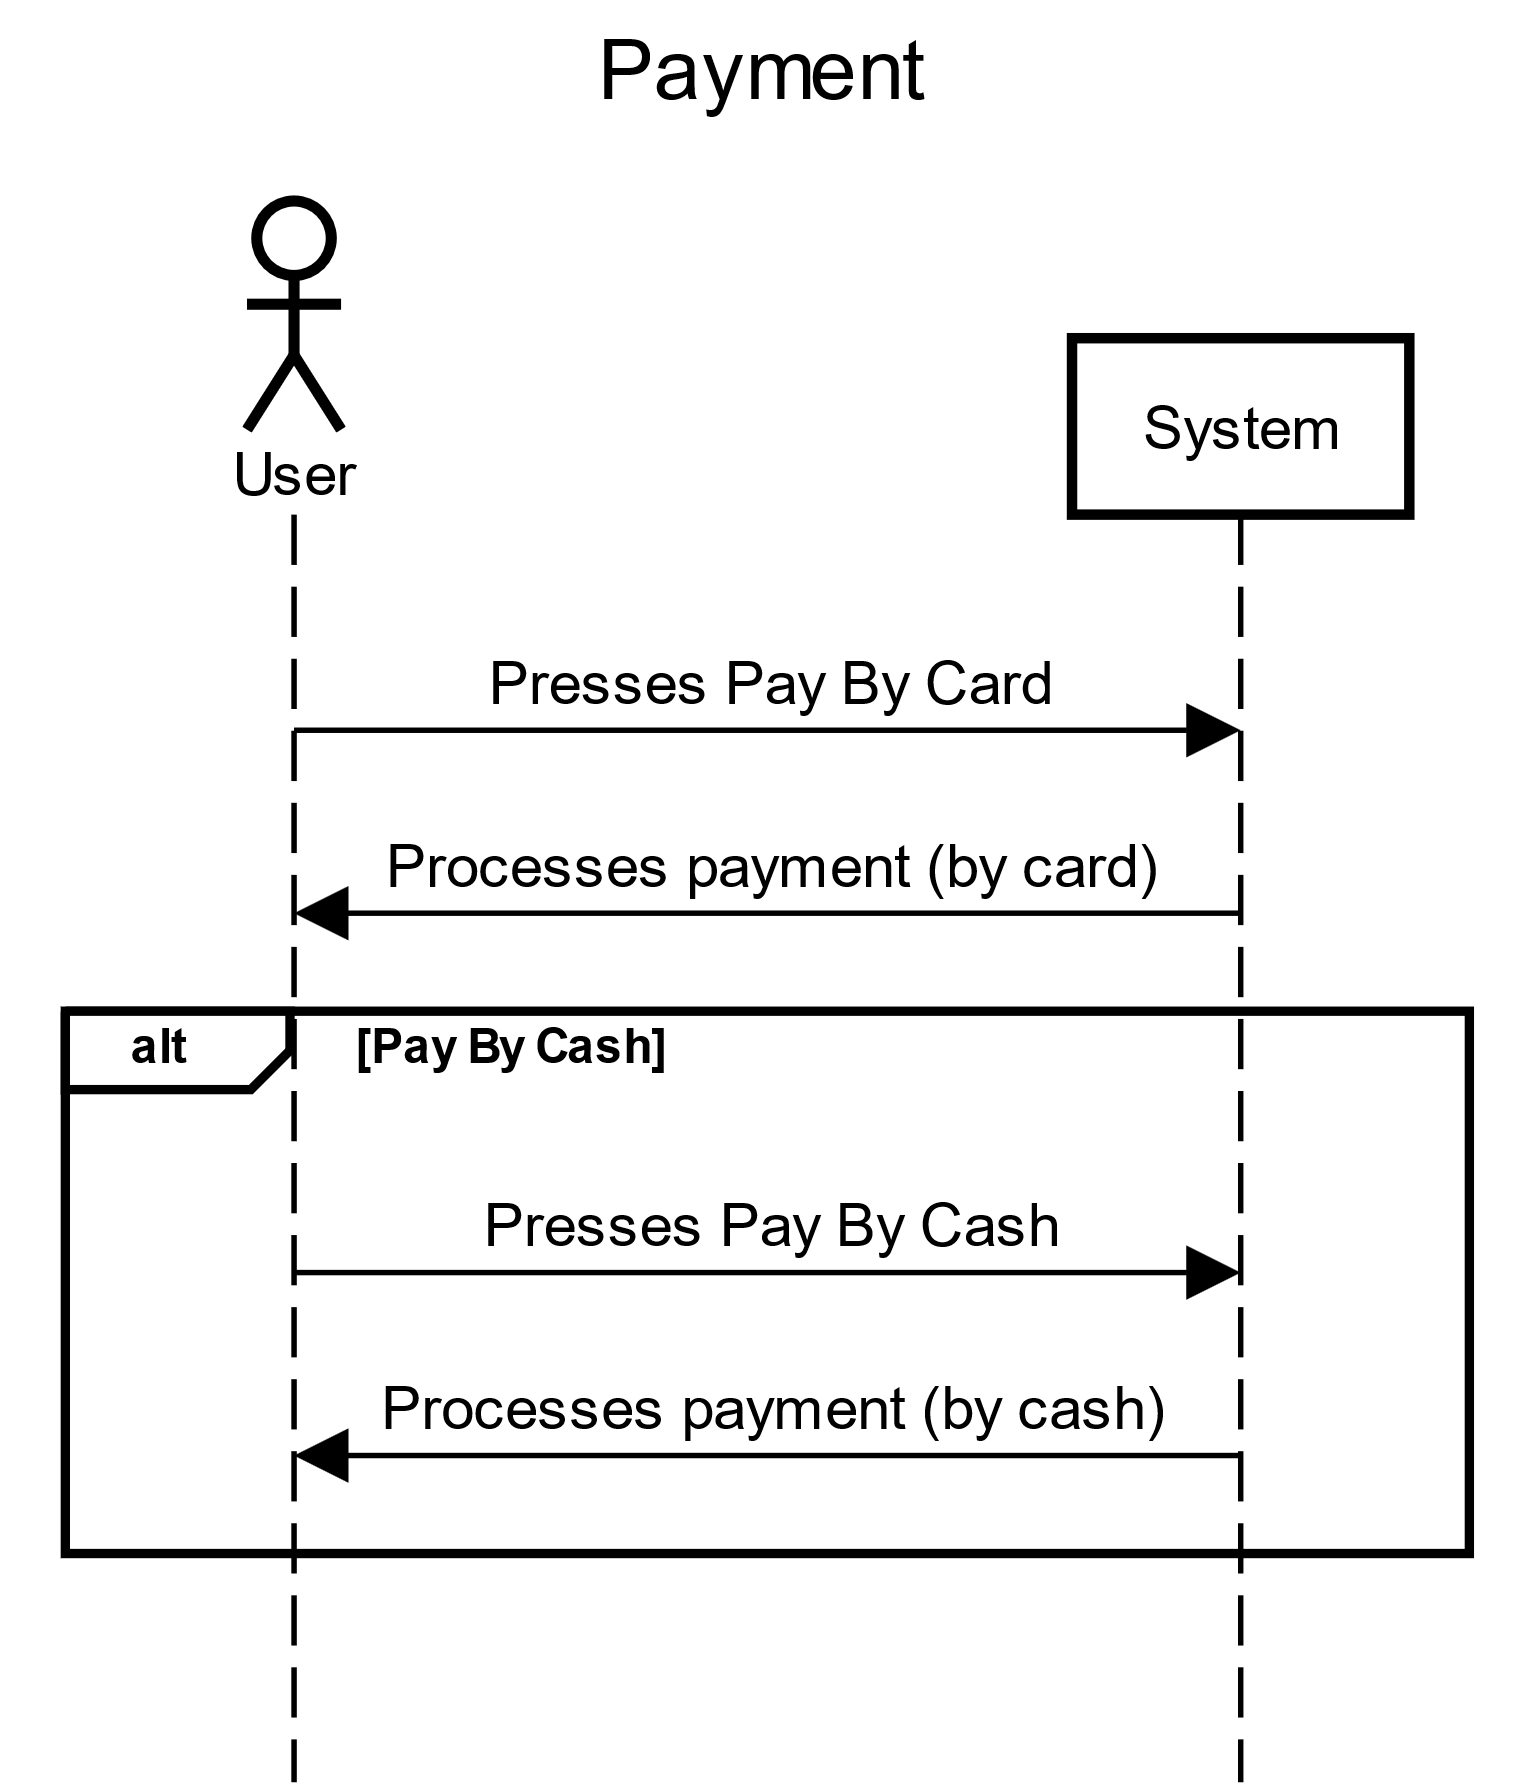 Payment
User
System
Presses Pay By Card
Processes payment (by card)
alt
[Pay By Cash]
Presses Pay By Cash
Processes payment (by cash)